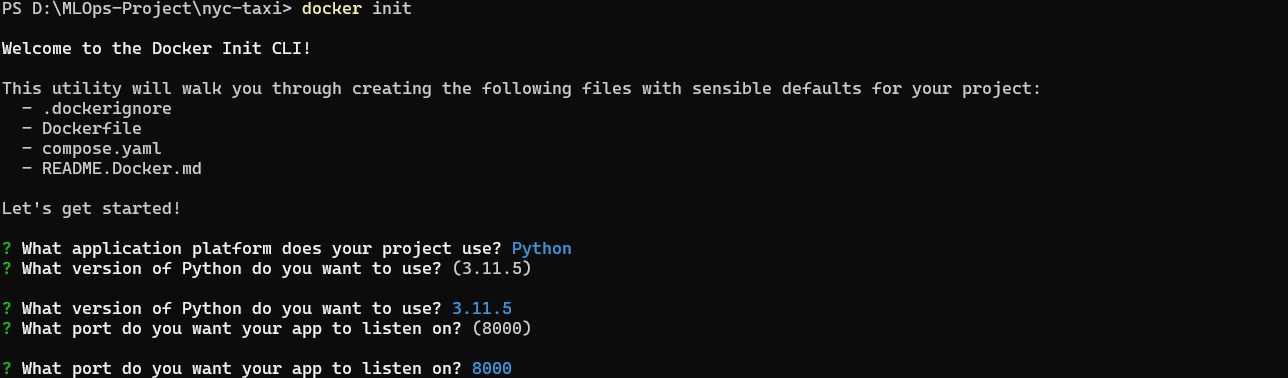 PS D:\MLOps-Project\nyc-taxi> docker init
Welcome to the Docker Init CLI!
This utility will walk you through creating the following files with sensible defaults for your project:
- .dockerignore
- Dockerfile
- compose.yaml
- README.Docker.md
Let's get started!
? What application platform does your project use? Python
? What version of Python do you want to use? (3.11.5)
? What version of Python do you want to use? 3.11.5
? What port do you want your app to listen on? (8000)
? What port do you want your app to listen on? 8000